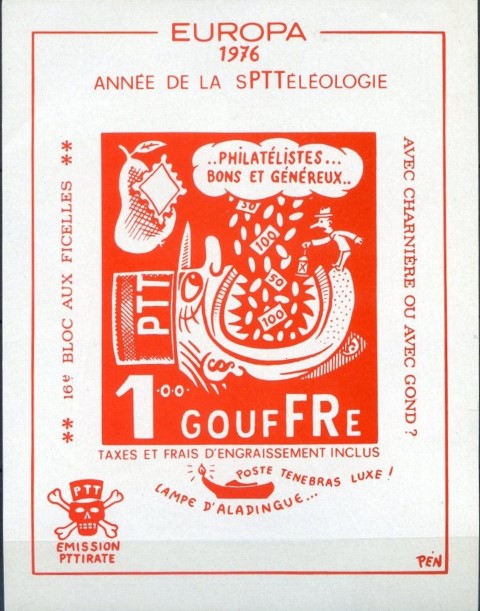 EUROPA
1976
ANNÉE DE LA SPTTÉLÉOLOGIE
** 16e BLOC AUX FICELLES **
..PHILATÉLISTES...
BONS ET GÉNÉREUX..
50
100
50
100
PTT
1.00
GOUFFRE
AVEC CHARNIÈRE OU AVEC GOND ?
TAXES ET FRAIS D'ENGRAISSEMENT INCLUS
POSTE TENEBRAS LUXE !
LAMPE D'ALADINGUE...
PTT
EMISSION
PTTIRATE
PÉN